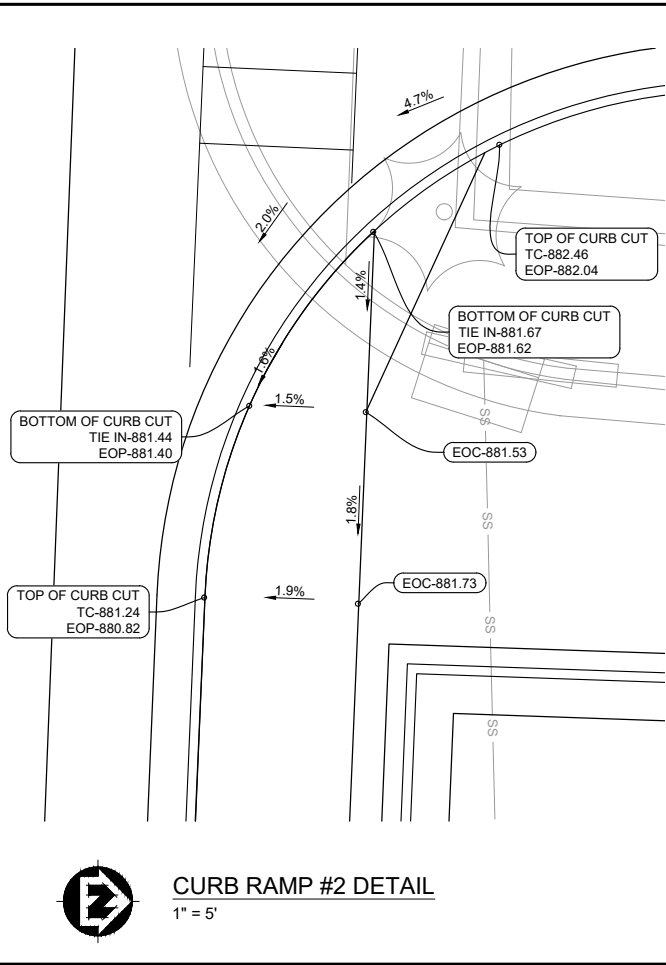 4.7%
2.0%
TOP OF CURB CUT
TC-882.46
EOP-882.04
1.4%
BOTTOM OF CURB CUT
TIE IN-881.67
EOP-881.62
1.6%
1.5%
BOTTOM OF CURB CUT
TIE IN-881.44
EOP-881.40
SS
EOC-881.53
1.8%
SS
EOC-881.73
1.9%
TOP OF CURB CUT
TC-881.24
EOP-880.82
SS
SS
CURB RAMP #2 DETAIL
1" = 5'